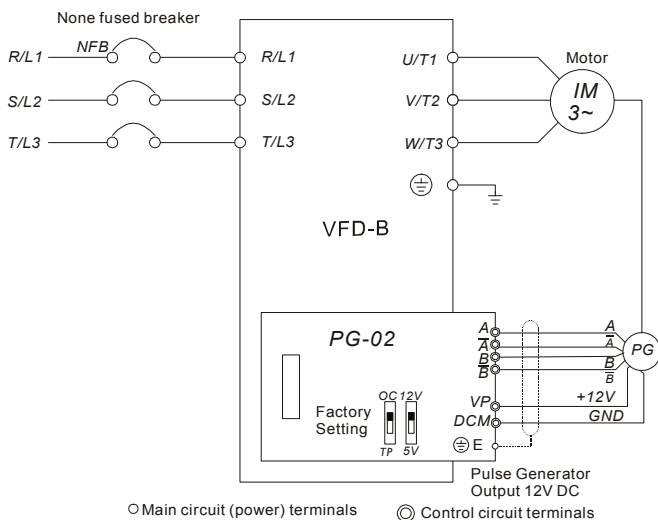 None fused breaker
NFB
R/L1
R/L1
U/T1
Motor
S/L2
S/L2
V/T2
IM
3~
T/L3
T/L3
W/T3
VFD-B
PG-02
A
A
A
A
B
B
B
B
PG
OC 12V
VP
+12V
Factory
Setting
DCM
GND
TP 5V
E
Pulse Generator
Output 12V DC
Main circuit (power) terminals
Control circuit terminals